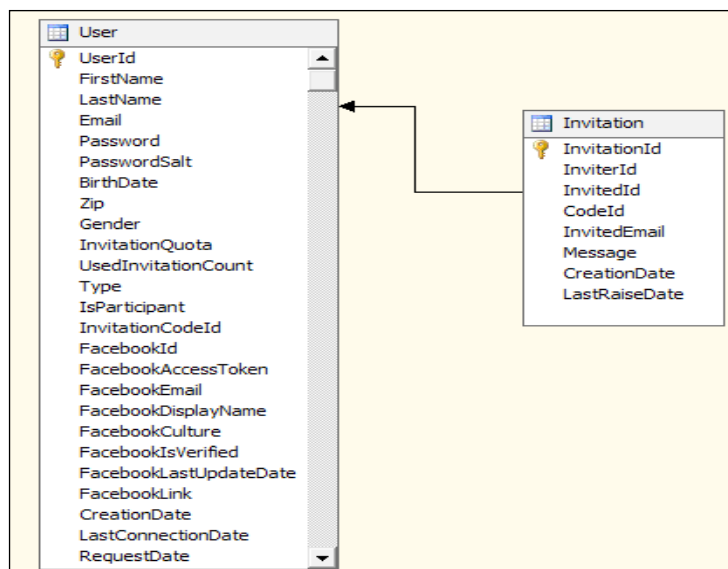 User
UserId
FirstName
LastName
Email
Password
PasswordSalt
BirthDate
Zip
Gender
InvitationQuota
UsedInvitationCount
Type
IsParticipant
InvitationCodeId
FacebookId
FacebookAccessToken
FacebookEmail
FacebookDisplayName
FacebookCulture
FacebookIsVerified
FacebookLastUpdateDate
FacebookLink
CreationDate
LastConnectionDate
RequestDate
Invitation
InvitationId
InviterId
InvitedId
CodeId
InvitedEmail
Message
CreationDate
LastRaiseDate